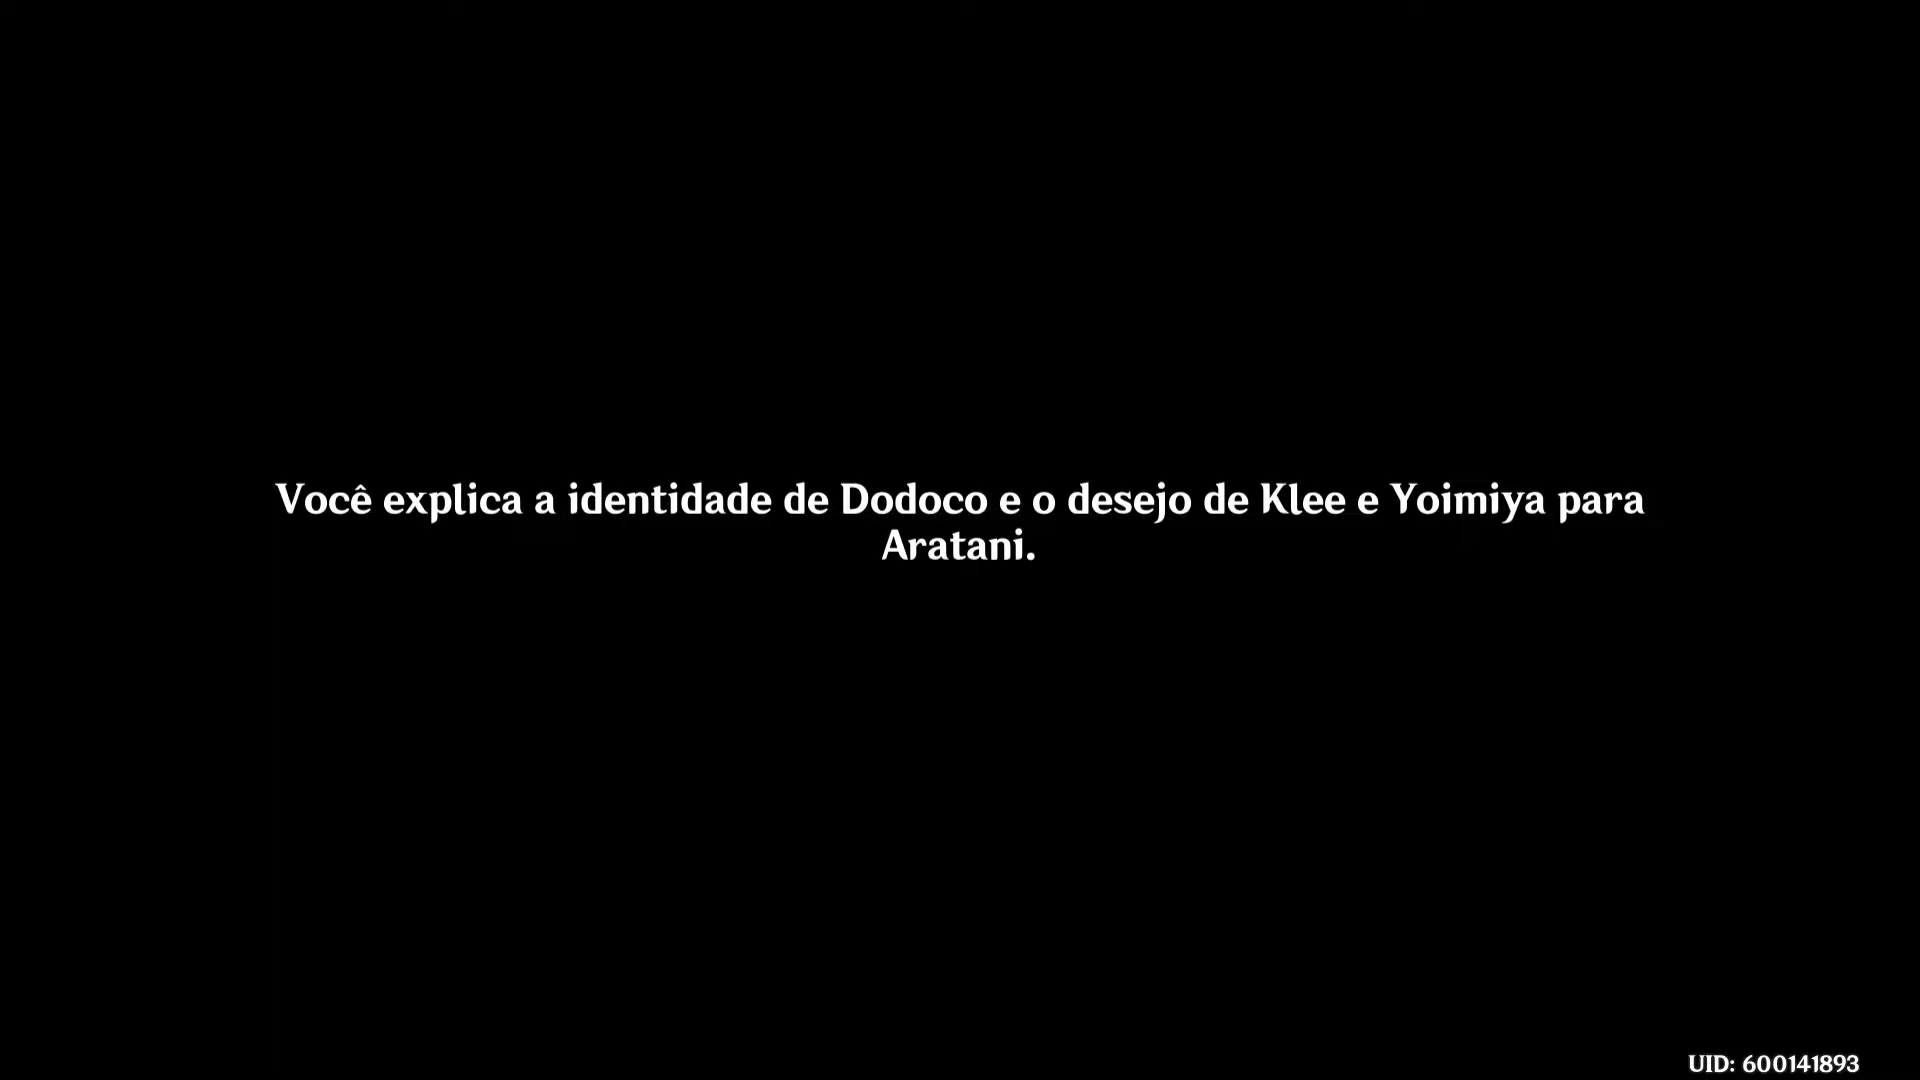 Você explica a identidade de Dodoco e o desejo de Klee e Yoimiya para
Aratani.
UID: 600141893